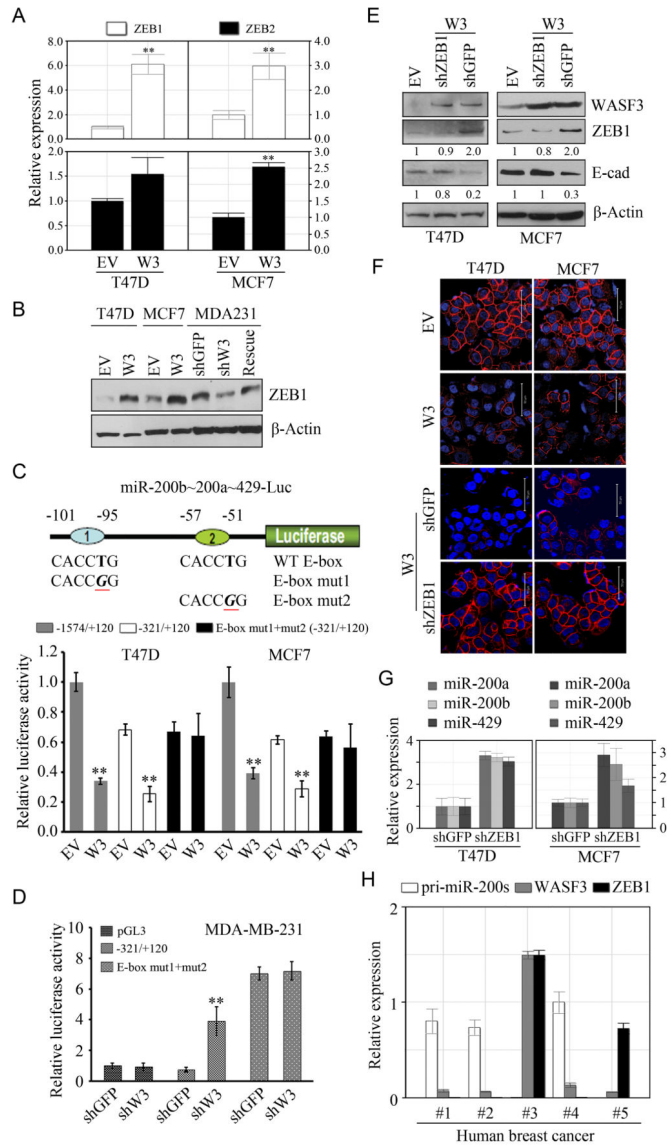 A
ZEB1 ZEB2
Relative expression
8.0
6.0
4.0
2.0
0.0
**
**
4.0
3.0
2.0
1.0
0.0
2.0
1.5
1.0
0.5
0.0
**
3.0
2.5
2.0
1.5
1.0
0.5
0.0
EV W3 EV W3
T47D MCF7
B
T47D MCF7 MDA231
EV W3 EV W3 shGFP shW3 Rescue
ZEB1
β-Actin
C
miR-200b~200a~429-Luc
-101 -95 -57 -51
1 2 Luciferase
CACCTG CACCTG WT E-box
CACCGG E-box mut1
CACCGG E-box mut2
-1574/+120 -321/+120 E-box mut1+mut2 (-321/+120)
T47D MCF7
Relative luciferase activity
1.2
1.0
0.8
0.6
0.4
0.2
0.0
** ** ** **
EV W3 EV W3 EV W3 EV W3 EV W3 EV W3
D
pGL3
-321/+120
E-box mut1+mut2
MDA-MB-231
Relative luciferase activity
10
8
6
4
2
0
**
shGFP shW3 shGFP shW3 shGFP shW3
E
W3 W3
EV shZEB1 shGFP EV shZEB1 shGFP
WASF3
ZEB1
1 0.9 2.0 1 0.8 2.0
E-cad
1 0.8 0.2 1 1 0.3
β-Actin
T47D MCF7
F
T47D MCF7
EV
W3
shGFP
W3
shZEB1
G
miR-200a miR-200a
miR-200b miR-200b
miR-429 miR-429
Relative expression
4
2
0
3
2
1
0
shGFP shZEB1 shGFP shZEB1
T47D MCF7
H
pri-miR-200s WASF3 ZEB1
Relative expression
2
1
0
#1 #2 #3 #4 #5
Human breast cancer